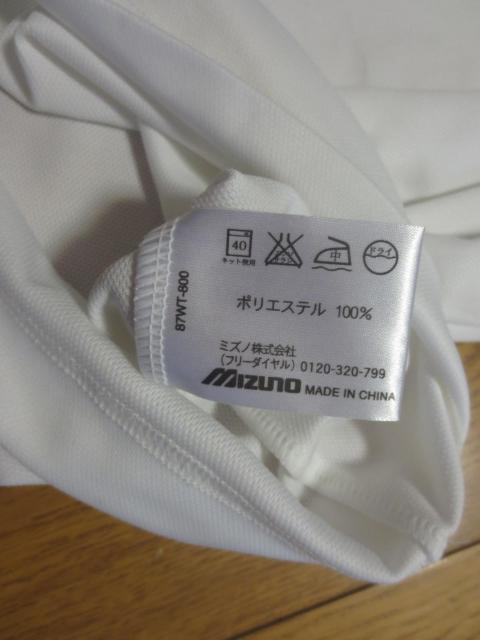 40
ネット使用
中
ドライ
87WT-800
ポリエステル 100%
ミズノ株式会社
(フリーダイヤル) 0120-320-799
MIZUNO MADE IN CHINA